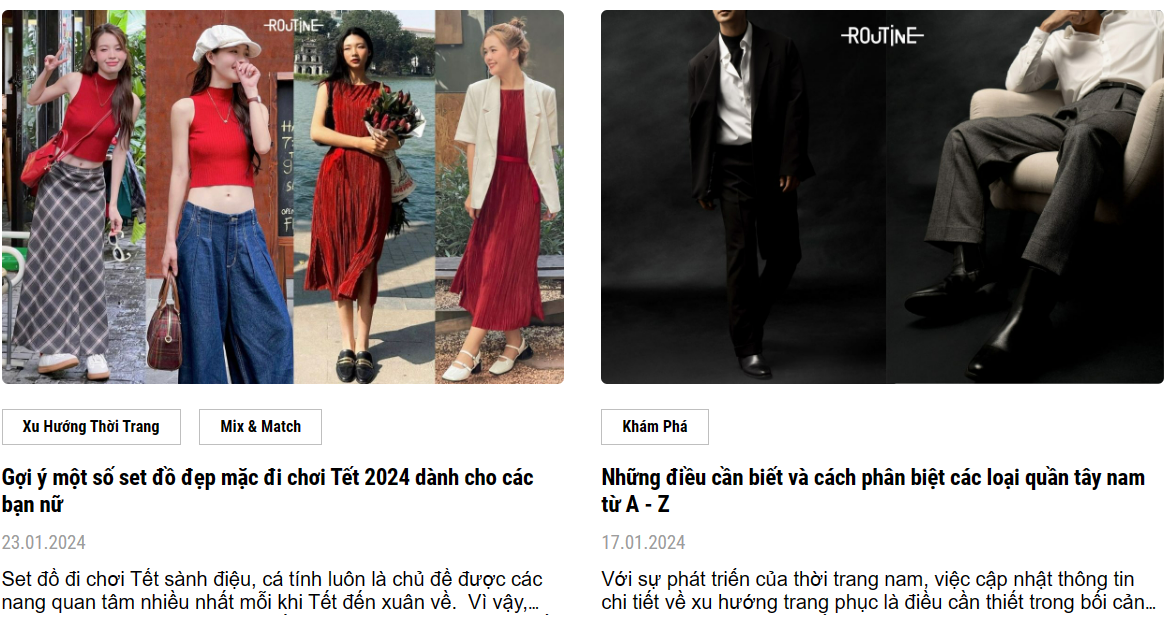 ROUTINE
ROUTINE
Xu Hướng Thời Trang
Mix & Match
Gợi ý một số set đồ đẹp mặc đi chơi Tết 2024 dành cho các
bạn nữ
23.01.2024
Set đồ đi chơi Tết sành điệu, cá tính luôn là chủ đề được các
nang quan tâm nhiều nhất mỗi khi Tết đến xuân về. Vì vậy,...
Khám Phá
Những điều cần biết và cách phân biệt các loại quần tây nam
từ A - Z
17.01.2024
Với sự phát triển của thời trang nam, việc cập nhật thông tin
chi tiết về xu hướng trang phục là điều cần thiết trong bối cản...